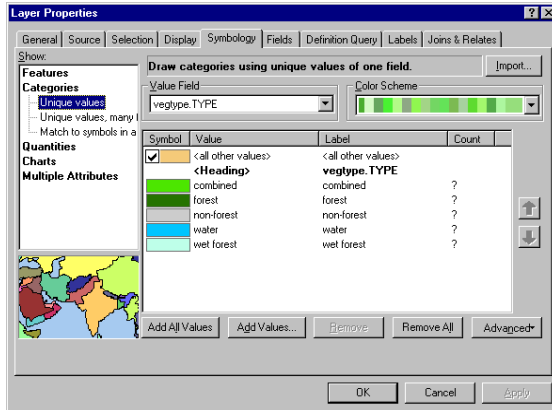 Layer Properties
General Source Selection Display Symbology Fields Definition Query Labels Joins & Relates
Show:
Features
Categories
Unique values
Unique values, many f
Match to symbols in a
Quantities
Charts
Multiple Attributes
Draw categories using unique values of one field.
Import...
Value Field
vegtype.TYPE
Color Scheme
Symbol Value Label Count
<all other values> <all other values>
<Heading> vegtype.TYPE
combined combined ?
forest forest ?
non-forest non-forest ?
water water ?
wet forest wet forest ?
Add All Values Add Values... Remove Remove All Advanced
OK Cancel Apply